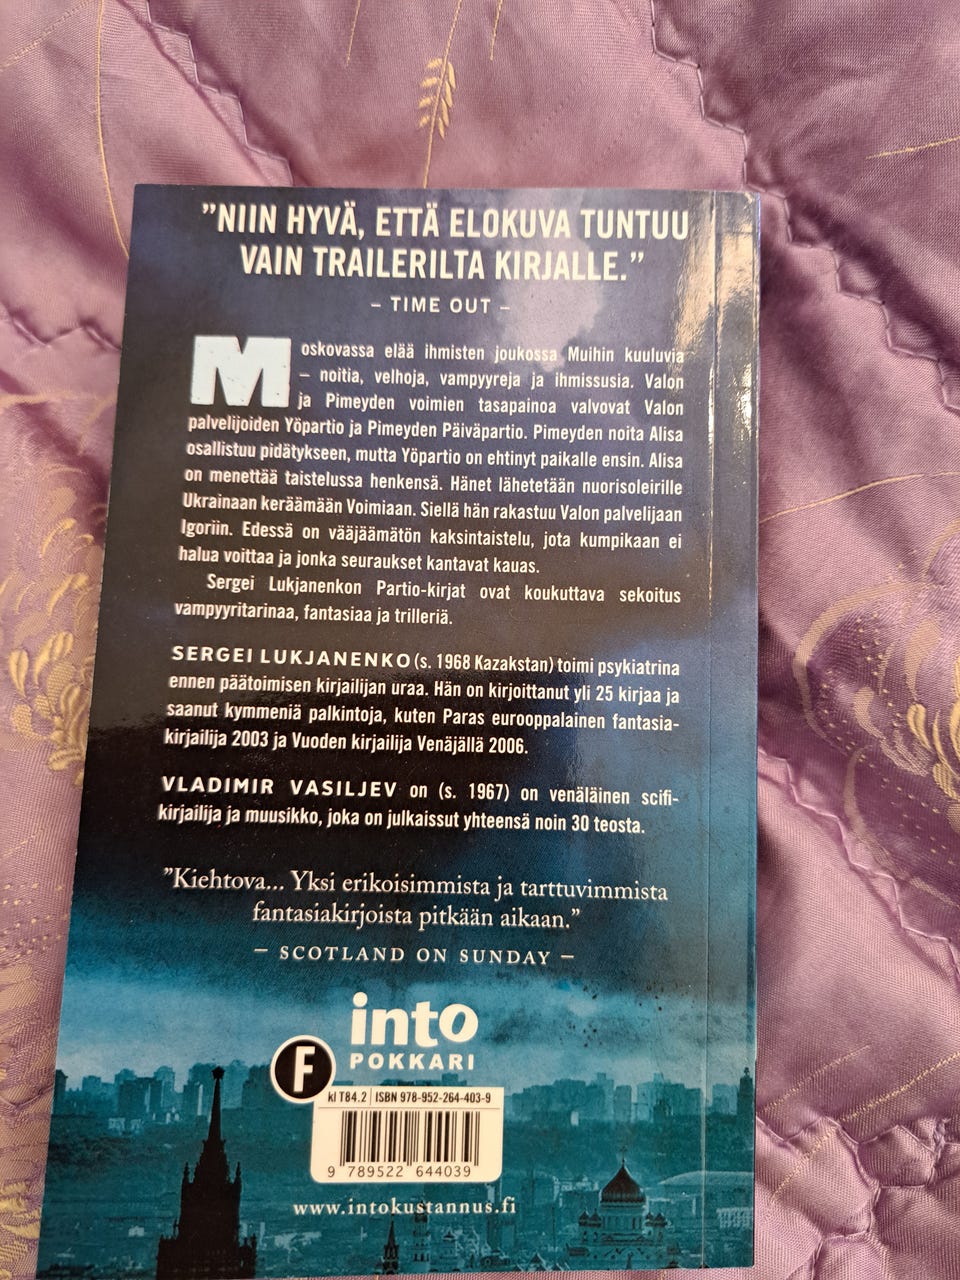 ”NIIN HYVÄ, ETTÄ ELOKUVA TUNTUU
VAIN TRAILERILTA KIRJALLE.”
– TIME OUT –
Moskovassa elää ihmisten joukossa Muihin kuuluvia
– noitia, velhoja, vampyyreja ja ihmissusia. Valon
ja Pimeyden voimien tasapainoa valvovat Valon
palvelijoiden Yöpartio ja Pimeyden Päiväpartio. Pimeyden noita Alisa
osallistuu pidätykseen, mutta Yöpartio on ehtinyt paikalle ensin. Alisa
on menettää taistelussa henkensä. Hänet lähetetään nuorisoleirille
Ukrainaan keräämään Voimiaan. Siellä hän rakastuu Valon palvelijaan
Igoriin. Edessä on vääjäämätön kaksintaistelu, jota kumpikaan ei
halua voittaa ja jonka seuraukset kantavat kauas.
Sergei Lukjanenkon Partio-kirjat ovat koukuttava sekoitus
vampyyritarinaa, fantasiaa ja trilleriä.
SERGEI LUKJANENKO (s. 1968 Kazakstan) toimi psykiatrina
ennen päätoimisen kirjailijan uraa. Hän on kirjoittanut yli 25 kirjaa ja
saanut kymmeniä palkintoja, kuten Paras eurooppalainen fantasia-
kirjailija 2003 ja Vuoden kirjailija Venäjällä 2006.
VLADIMIR VASILJEV on (s. 1967) on venäläinen scifi-
kirjailija ja muusikko, joka on julkaissut yhteensä noin 30 teosta.
”Kiehtova... Yksi erikoisimmista ja tarttuvimmista
fantasiakirjoista pitkään aikaan.”
– SCOTLAND ON SUNDAY –
into
POKKARI
F
kl T84.2 ISBN 978-952-264-403-9
9 789522 644039
www.intokustannus.fi